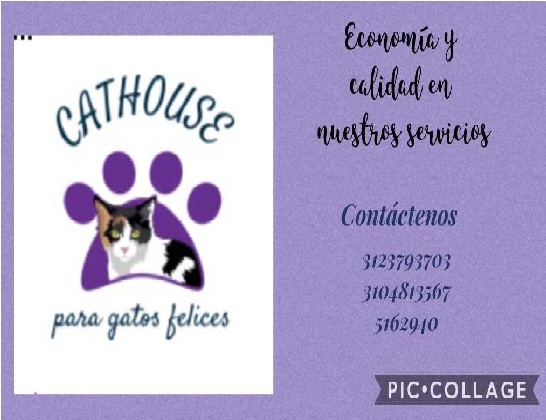 CATHOUSE
para gatos felices
Economía y
calidad en
nuestros servicios
Contáctenos
3123793703
3104813567
5162940
PIC•COLLAGE